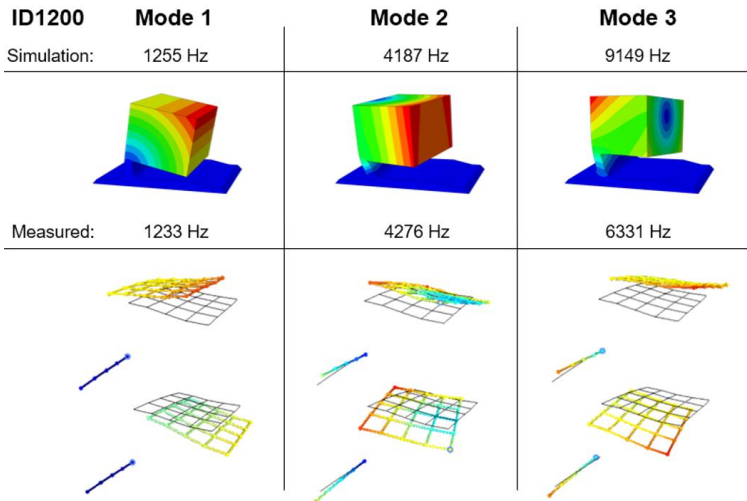 ID1200 Mode 1 Mode 2 Mode 3
Simulation: 1255 Hz 4187 Hz 9149 Hz
Measured: 1233 Hz 4276 Hz 6331 Hz